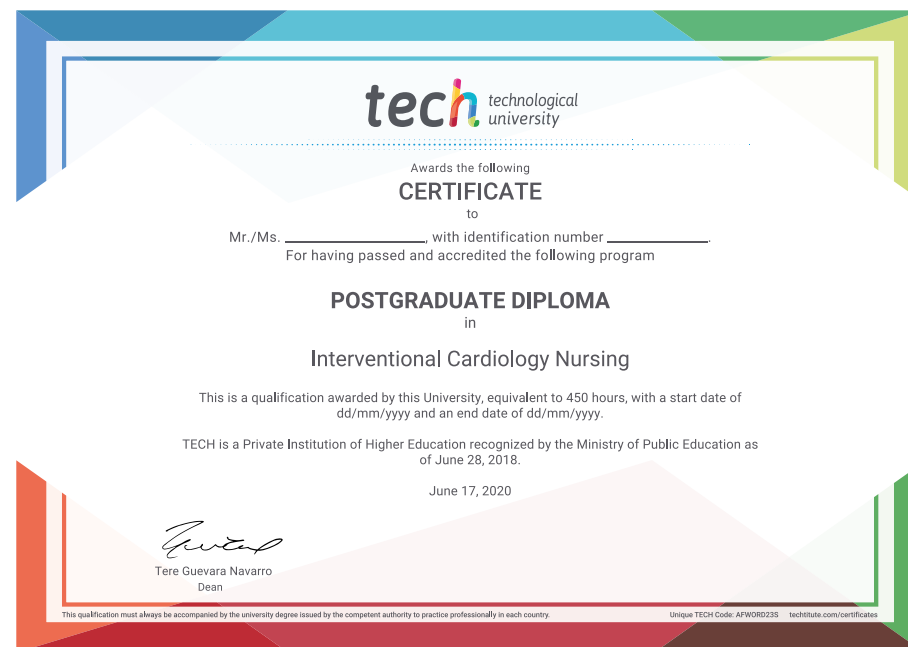 tech technological
university
Awards the following
CERTIFICATE
to
Mr./Ms. ____________________, with identification number ______________.
For having passed and accredited the following program
POSTGRADUATE DIPLOMA
in
Interventional Cardiology Nursing
This is a qualification awarded by this University, equivalent to 450 hours, with a start date of
dd/mm/yyyy and an end date of dd/mm/yyyy.
TECH is a Private Institution of Higher Education recognized by the Ministry of Public Education as
of June 28, 2018.
June 17, 2020
Tere Guevara Navarro
Dean
This qualification must always be accompanied by the university degree issued by the competent authority to practice professionally in each country. Unique TECH Code: AFWORD23S techtitute.com/certificates